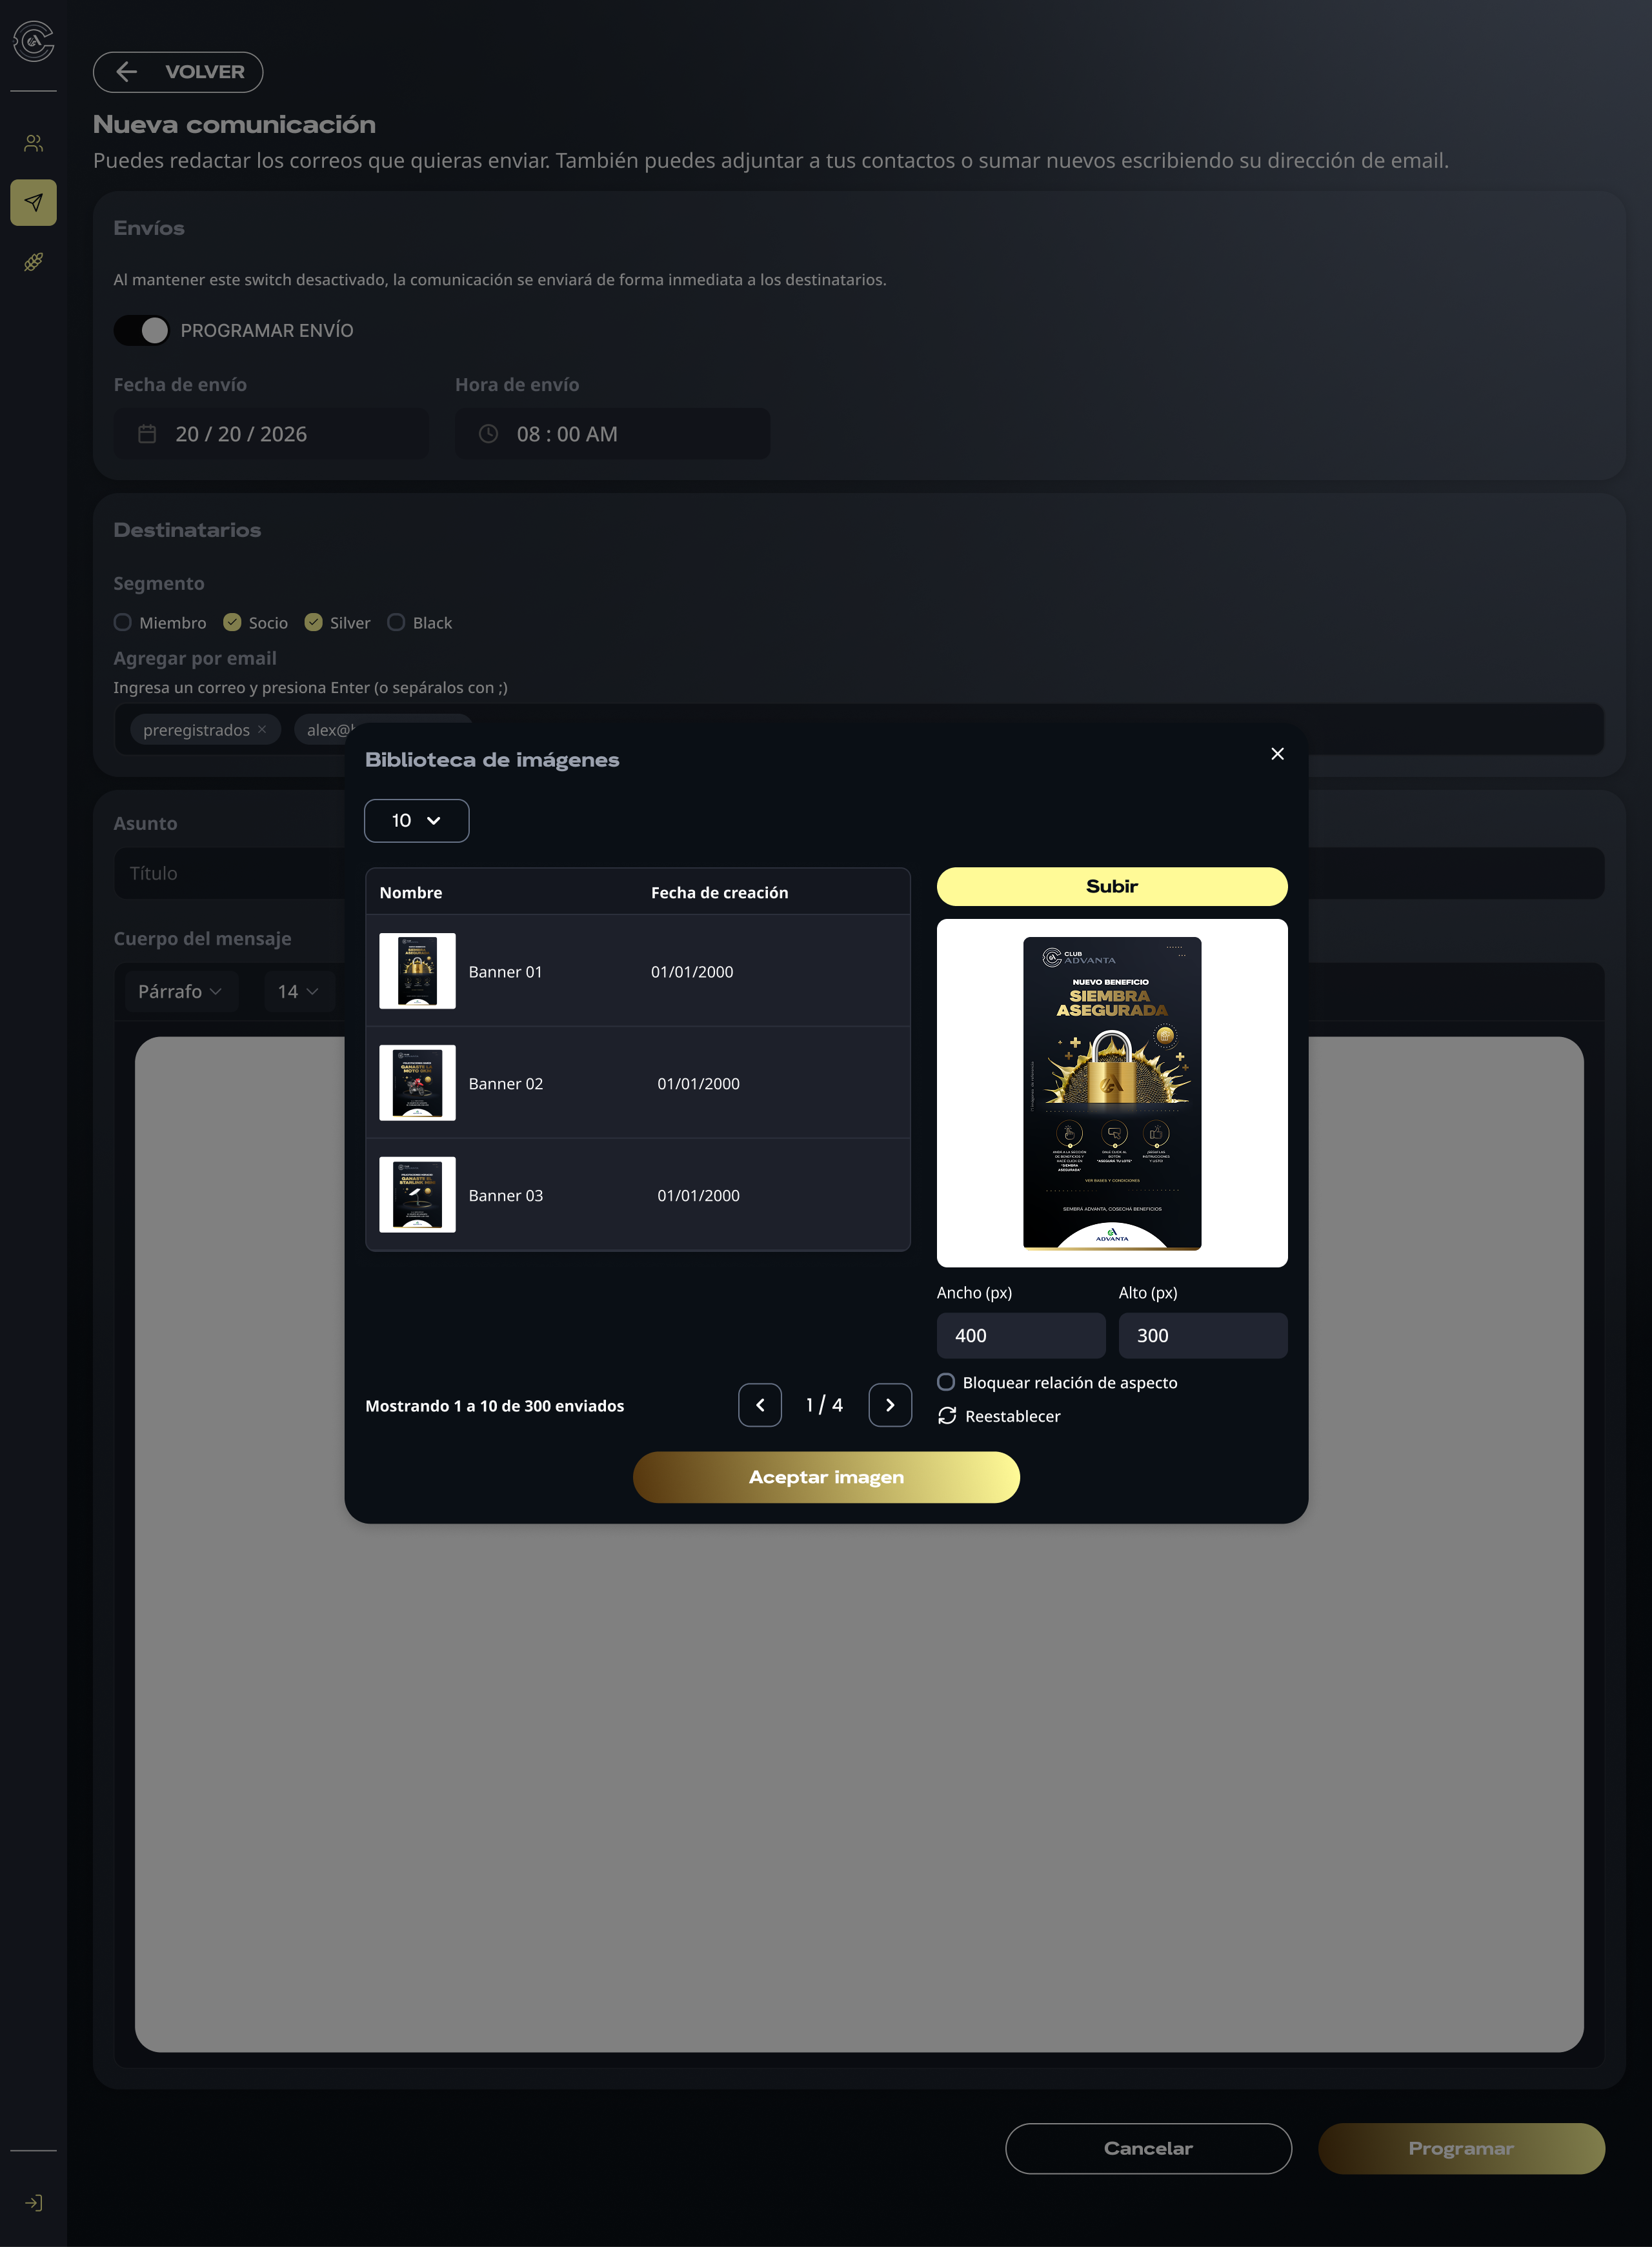 VOLVER
Nueva comunicación
Puedes redactar los correos que quieras enviar. También puedes adjuntar a tus contactos o sumar nuevos escribiendo su dirección de email.
Envíos
Al mantener este switch desactivado, la comunicación se enviará de forma inmediata a los destinatarios.
PROGRAMAR ENVÍO
Fecha de envío
Hora de envío
20 / 20 / 2026
08 : 00 AM
Destinatarios
Segmento
Miembro
Socio
Silver
Black
Agregar por email
Ingresa un correo y presiona Enter (o sepáralos con ;)
preregistrados
alex@
Asunto
Título
Cuerpo del mensaje
Párrafo
14
Biblioteca de imágenes
10
Nombre
Fecha de creación
Banner 01
01/01/2000
Banner 02
01/01/2000
Banner 03
01/01/2000
Mostrando 1 a 10 de 300 enviados
1 / 4
Subir
CLUB
ADVANTA
NUEVO BENEFICIO
SIEMBRA
ASEGURADA
VER BASES Y CONDICIONES
SEMBRÁ ADVANTA, COSECHÁ BENEFICIOS
ADVANTA
Ancho (px)
Alto (px)
400
300
Bloquear relación de aspecto
Reestablecer
Aceptar imagen
Cancelar
Programar